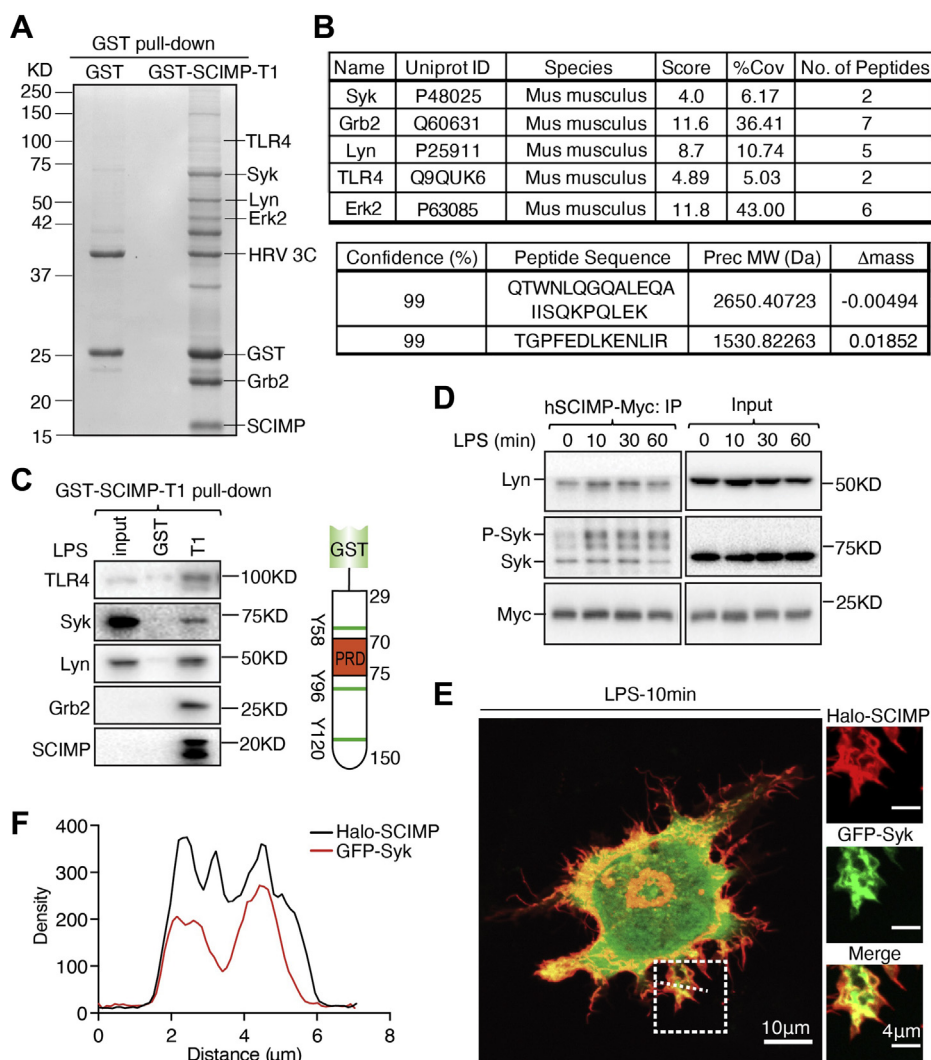 A
GST pull-down
KD GST GST-SCIMP-T1
250
150
100
75
50
42
37
25
20
15
TLR4
Syk
Lyn
Erk2
HRV 3C
GST
Grb2
SCIMP
B
Name Uniprot ID Species Score %Cov No. of Peptides
Syk P48025 Mus musculus 4.0 6.17 2
Grb2 Q60631 Mus musculus 11.6 36.41 7
Lyn P25911 Mus musculus 8.7 10.74 5
TLR4 Q9QUK6 Mus musculus 4.89 5.03 2
Erk2 P63085 Mus musculus 11.8 43.00 6
Confidence (%) Peptide Sequence Prec MW (Da) Δmass
99 QTWNLQGQALEQA
IISQKPQLEK 2650.40723 -0.00494
99 TGPFEDLKENLIR 1530.82263 0.01852
C
GST-SCIMP-T1 pull-down
LPS input GST T1
TLR4 100KD
Syk 75KD
Lyn 50KD
Grb2 25KD
SCIMP 20KD
GST
29
Y58
70
PRD
75
Y96
Y120
150
D
hSCIMP-Myc: IP Input
LPS (min) 0 10 30 60 0 10 30 60
Lyn 50KD
P-Syk 75KD
Syk
Myc 25KD
E
LPS-10min
Halo-SCIMP
GFP-Syk
Merge
10μm
4μm
F
Halo-SCIMP
GFP-Syk
Density
400
300
200
100
0
0 2 4 6 8
Distance (μm)